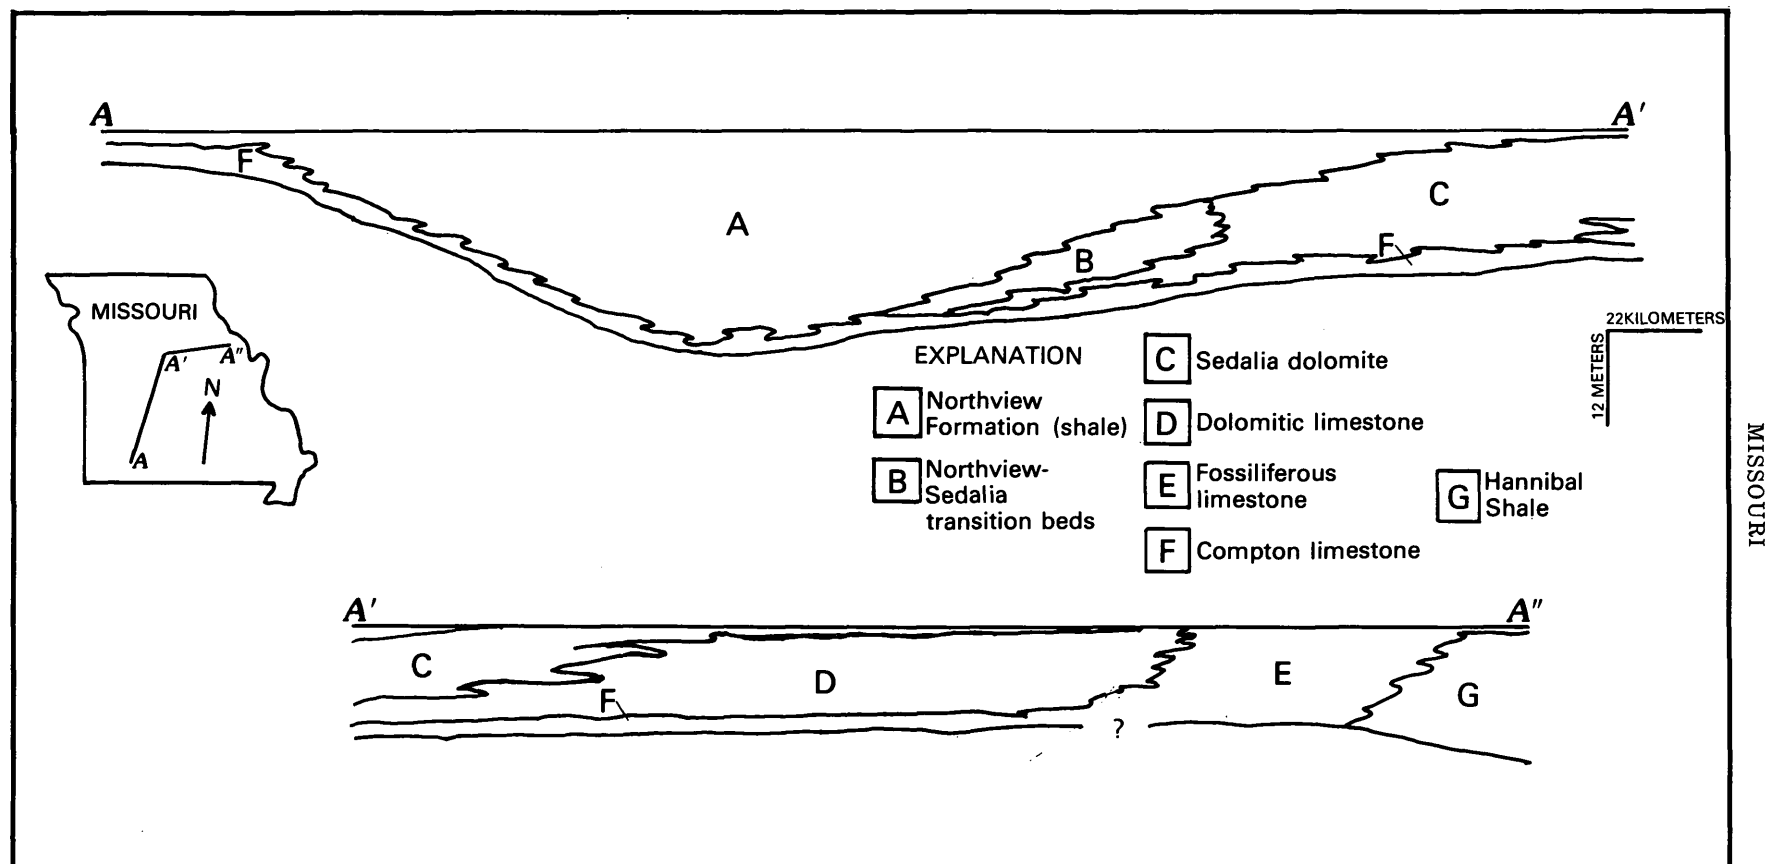 A A′
F
C
A
F
B
MISSOURI
22KILOMETERS
A′ A″
EXPLANATION
C Sedalia dolomite
12 METERS
N
A Northview
Formation (shale)
D Dolomitic limestone
A
B Northview-
Sedalia
transition beds
E Fossiliferous
limestone
G Hannibal
Shale
F Compton limestone
MISSOURI
A′ A″
C
D
E
F
G
?